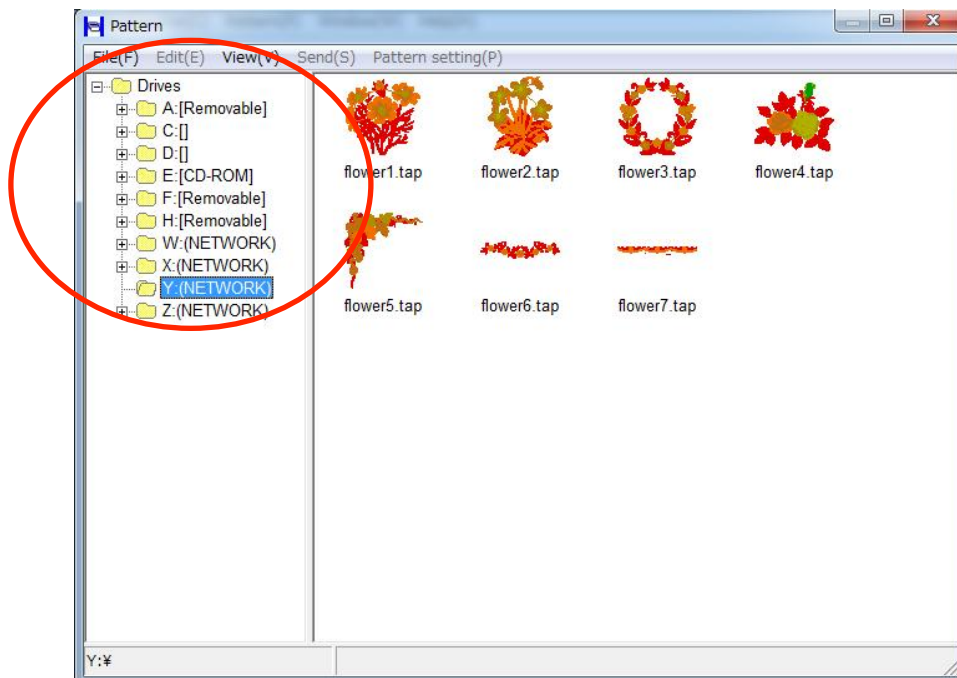 Pattern
File(F) Edit(E) View(V) Send(S) Pattern setting(P)
Drives
A:[Removable]
C:[]
D:[]
E:[CD-ROM]
F:[Removable]
H:[Removable]
W:(NETWORK)
X:(NETWORK)
Y:(NETWORK)
Z:(NETWORK)
flower1.tap flower2.tap flower3.tap flower4.tap
flower5.tap flower6.tap flower7.tap
Y:¥